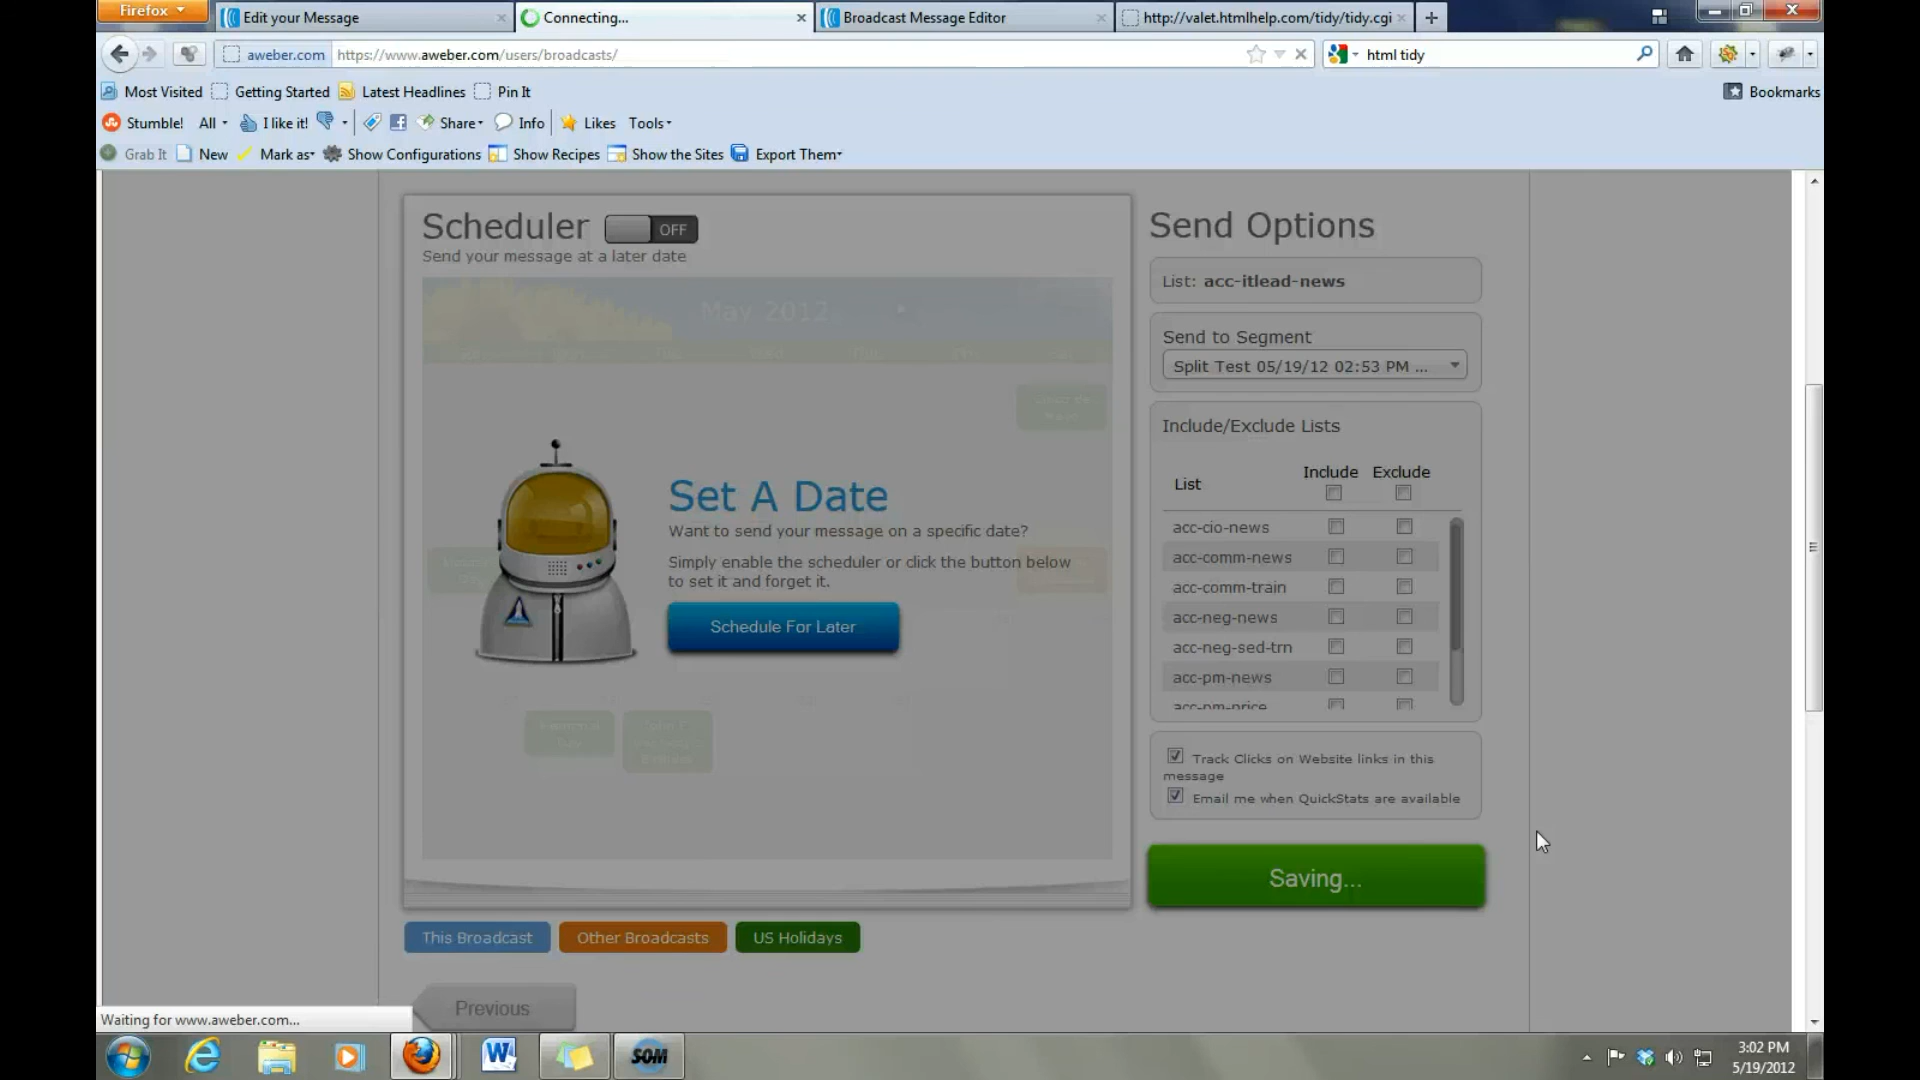 Firefox
Edit your Message
Connecting...
Broadcast Message Editor
http://valet.htmlhelp.com/tidy/tidy.cgi
aweber.com
https://www.aweber.com/users/broadcasts/
html tidy
Most Visited
Getting Started
Latest Headlines
Pin It
Bookmarks
Stumble!
All
I like it!
Share
Info
Likes
Tools
Grab It
New
Mark as
Show Configurations
Show Recipes
Show the Sites
Export Them
Scheduler
OFF
Send your message at a later date
May 2012
Set A Date
Want to send your message on a specific date?
Simply enable the scheduler or click the button below
to set it and forget it.
Schedule For Later
Send Options
List: acc-itlead-news
Send to Segment
Split Test 05/19/12 02:53 PM ...
Include/Exclude Lists
List
Include
Exclude
acc-cio-news
acc-comm-news
acc-comm-train
acc-neg-news
acc-neg-sed-trn
acc-pm-news
acc-pm-price
Track Clicks on Website links in this
message
Email me when QuickStats are available
Saving...
This Broadcast
Other Broadcasts
US Holidays
Previous
Waiting for www.aweber.com...
SOM
3:02 PM
5/19/2012